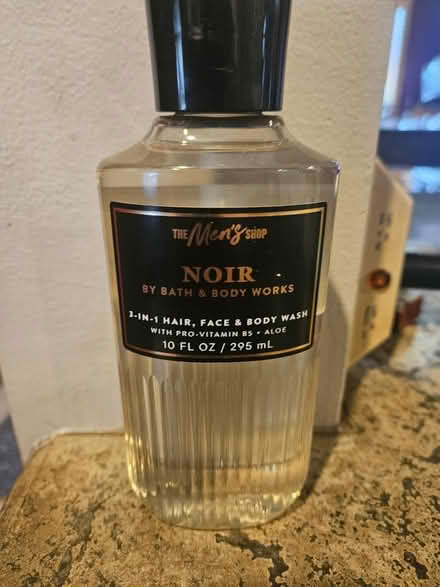 THE Men's SHOP
NOIR
BY BATH & BODY WORKS
3-IN-1 HAIR, FACE & BODY WASH
WITH PRO-VITAMIN B5 • ALOE
10 FL OZ / 295 mL